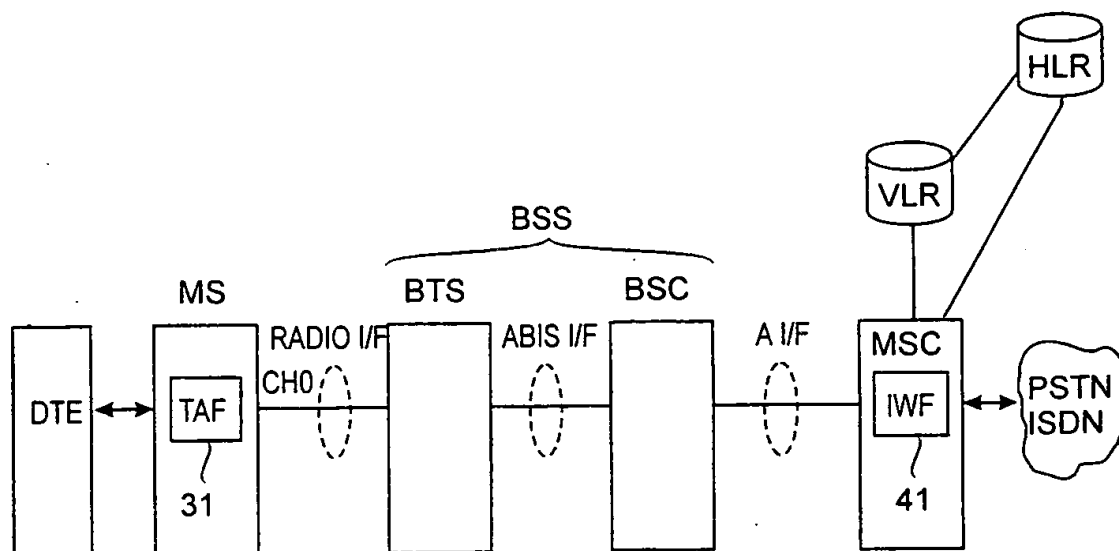 HLR
VLR
BSS
MS
BTS
BSC
RADIO I/F
ABIS I/F
A I/F
MSC
CH0
DTE
TAF
IWF
PSTN
ISDN
31
41